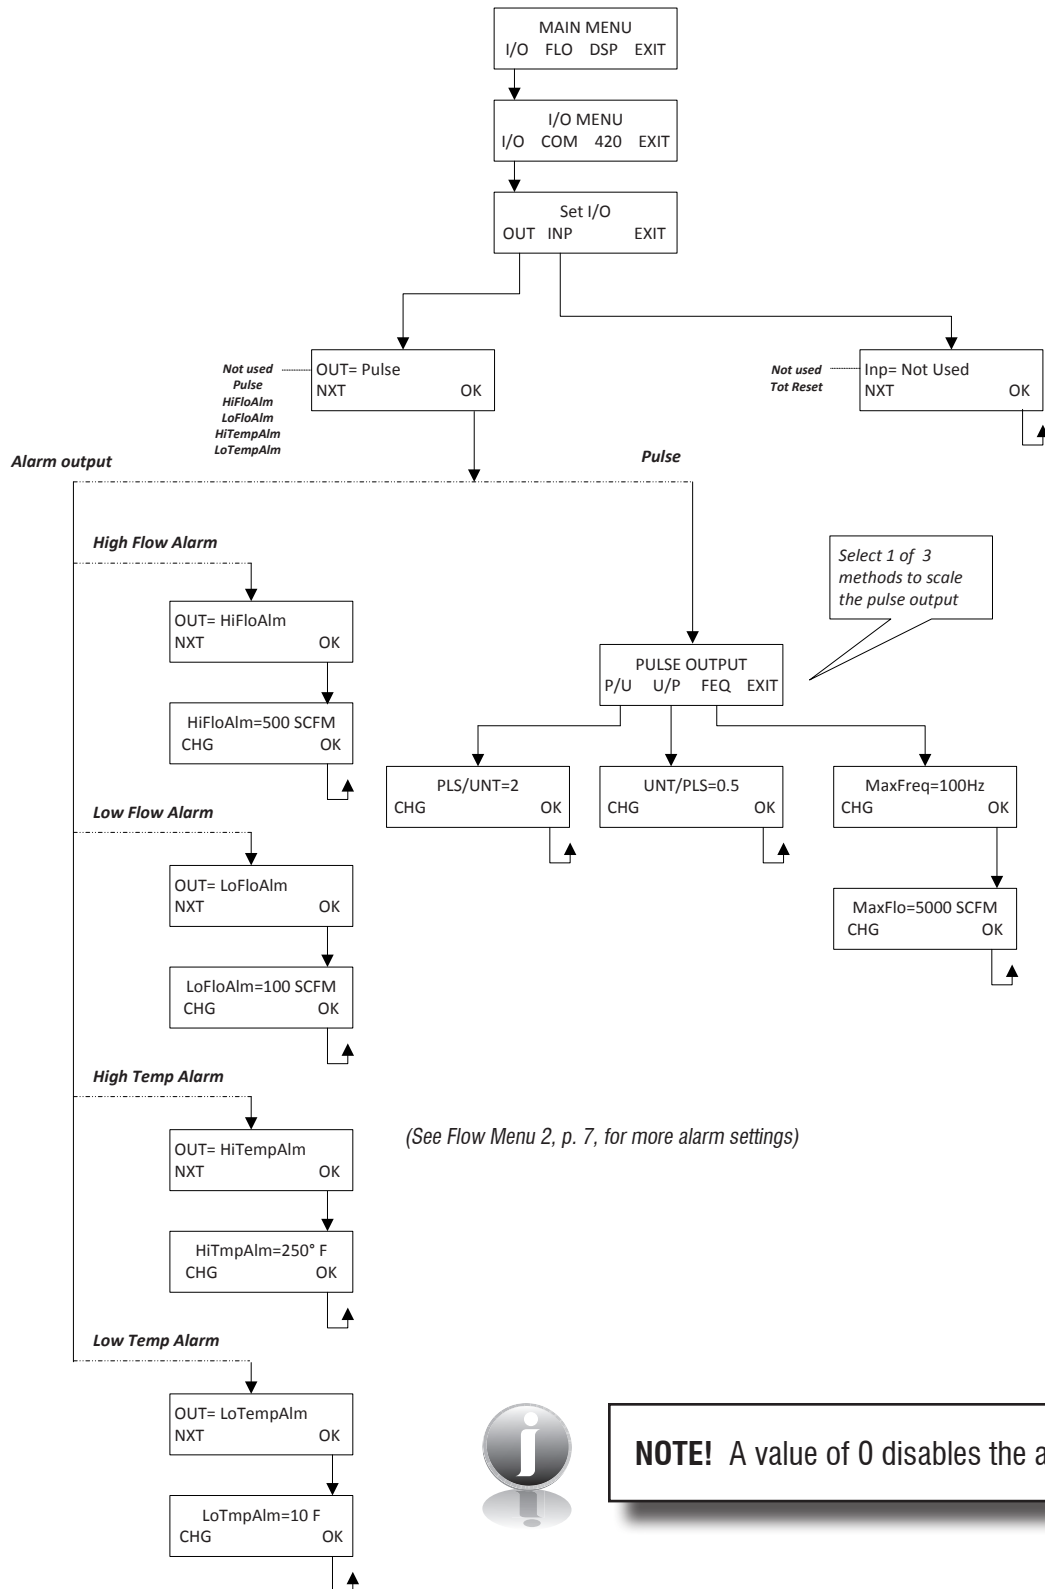 MAIN MENU
I/O FLO DSP EXIT
I/O MENU
I/O COM 420 EXIT
Set I/O
OUT INP EXIT
Not used
Pulse
HiFloAlm
LoFloAlm
HiTempAlm
LoTempAlm
OUT= Pulse
NXT OK
Not used
Tot Reset
Inp= Not Used
NXT OK
Alarm output
Pulse
High Flow Alarm
OUT= HiFloAlm
NXT OK
HiFloAlm=500 SCFM
CHG OK
Select 1 of 3
methods to scale
the pulse output
PULSE OUTPUT
P/U U/P FEQ EXIT
PLS/UNT=2
CHG OK
UNT/PLS=0.5
CHG OK
MaxFreq=100Hz
CHG OK
MaxFlo=5000 SCFM
CHG OK
Low Flow Alarm
OUT= LoFloAlm
NXT OK
LoFloAlm=100 SCFM
CHG OK
High Temp Alarm
OUT= HiTempAlm
NXT OK
(See Flow Menu 2, p. 7, for more alarm settings)
HiTmpAlm=250° F
CHG OK
Low Temp Alarm
OUT= LoTempAlm
NXT OK
LoTmpAlm=10 F
CHG OK
i
NOTE! A value of 0 disables the a